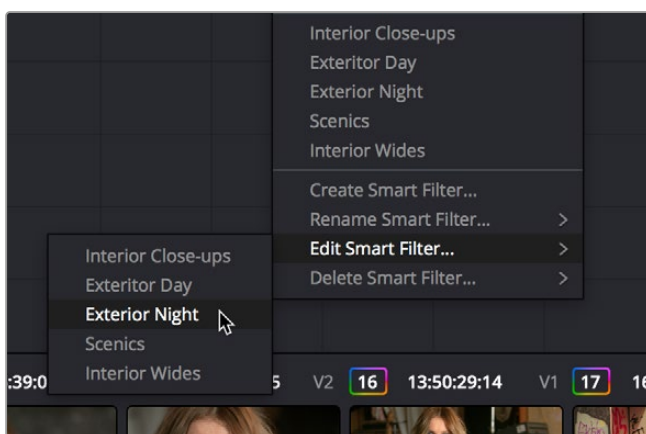 Interior Close-ups
Exteritor Day
Exterior Night
Scenics
Interior Wides
Create Smart Filter...
Rename Smart Filter... >
Edit Smart Filter... >
Delete Smart Filter... >
Interior Close-ups
Exteritor Day
Exterior Night
Scenics
Interior Wides
:39:0 5 V2 16 13:50:29:14 V1 17 16